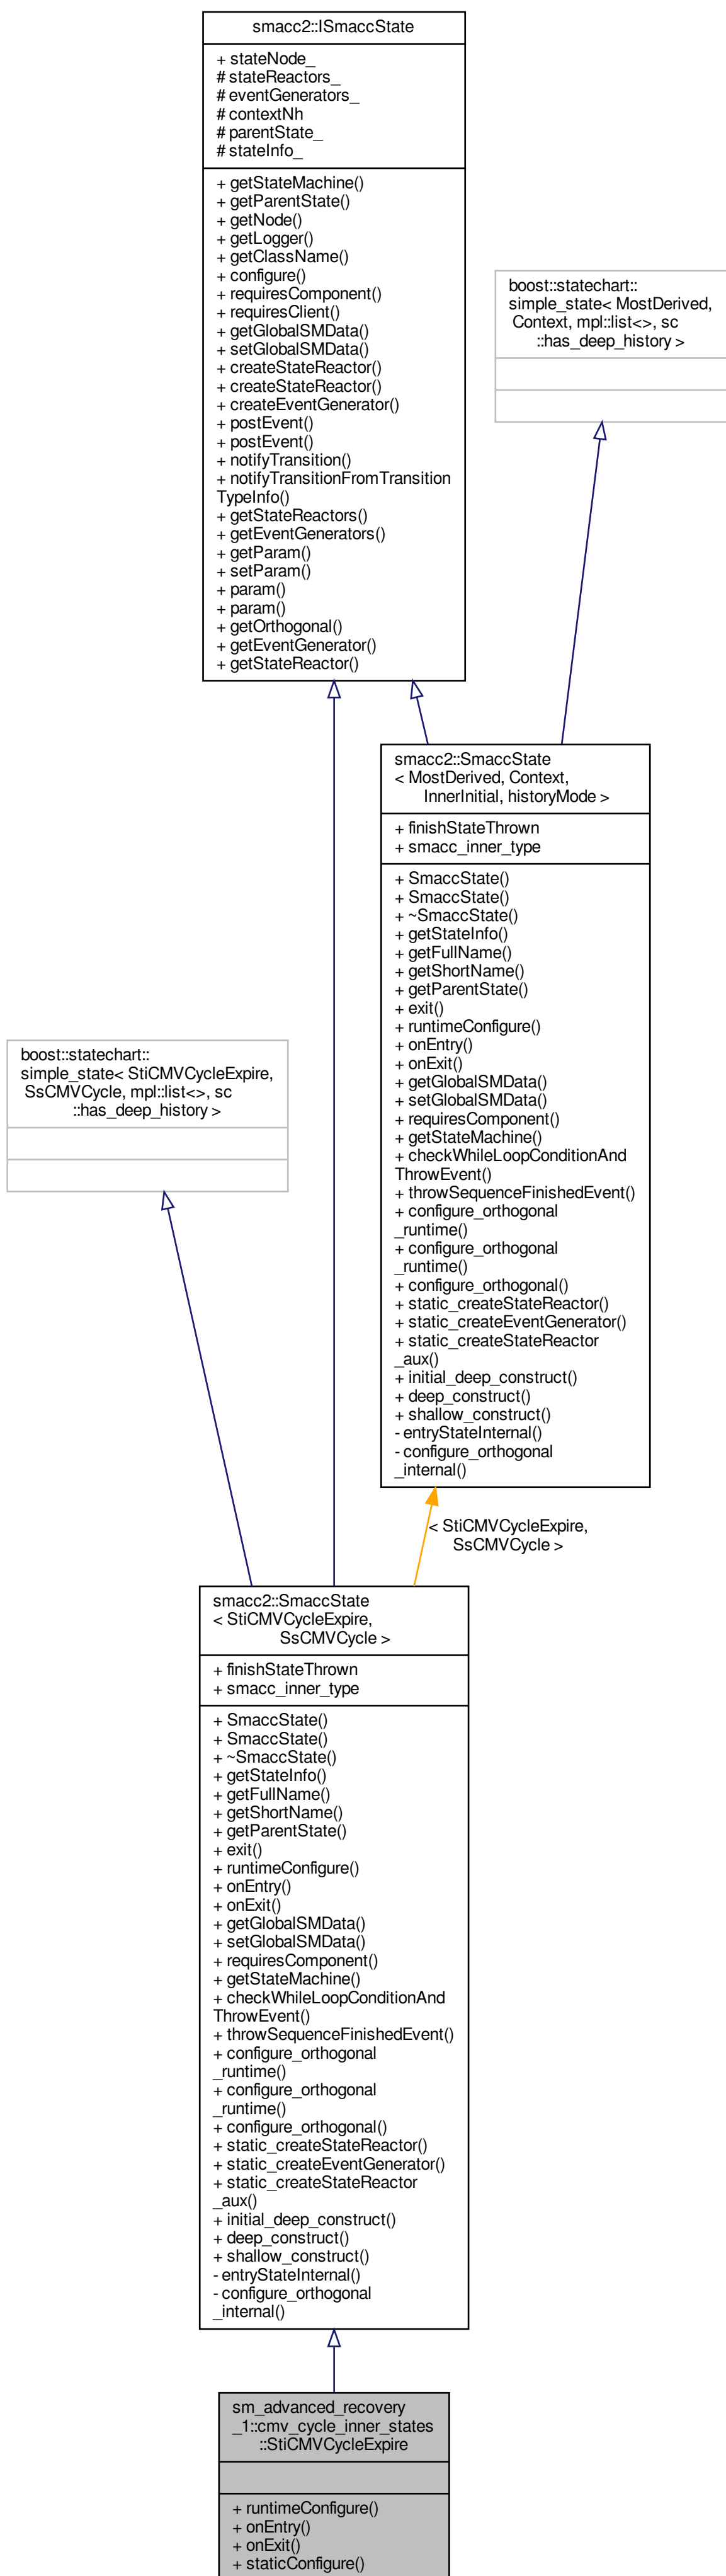 smacc2::ISmaccState
+ stateNode_
# stateReactors_
# eventGenerators_
# contextNh
# parentState_
# stateInfo_
+ getStateMachine()
+ getParentState()
+ getNode()
+ getLogger()
+ getClassName()
+ configure()
+ requiresComponent()
+ requiresClient()
+ getGlobalSMData()
+ setGlobalSMData()
+ createStateReactor()
+ createStateReactor()
+ createEventGenerator()
+ postEvent()
+ postEvent()
+ notifyTransition()
+ notifyTransitionFromTransition
TypeInfo()
+ getStateReactors()
+ getEventGenerators()
+ getParam()
+ setParam()
+ param()
+ param()
+ getOrthogonal()
+ getEventGenerator()
+ getStateReactor()
boost::statechart::
simple_state< MostDerived,
Context, mpl::list<>, sc
::has_deep_history >
smacc2::SmaccState
< MostDerived, Context,
InnerInitial, historyMode >
+ finishStateThrown
+ smacc_inner_type
+ SmaccState()
+ SmaccState()
+ ~SmaccState()
+ getStateInfo()
+ getFullName()
+ getShortName()
+ getParentState()
+ exit()
+ runtimeConfigure()
+ onEntry()
+ onExit()
+ getGlobalSMData()
+ setGlobalSMData()
+ requiresComponent()
+ getStateMachine()
+ checkWhileLoopConditionAnd
ThrowEvent()
+ throwSequenceFinishedEvent()
+ configure_orthogonal
_runtime()
+ configure_orthogonal
_runtime()
+ configure_orthogonal()
+ static_createStateReactor()
+ static_createEventGenerator()
+ static_createStateReactor
_aux()
+ initial_deep_construct()
+ deep_construct()
+ shallow_construct()
- entryStateInternal()
- configure_orthogonal
_internal()
boost::statechart::
simple_state< StiCMVCycleExpire,
SsCMVCycle, mpl::list<>, sc
::has_deep_history >
< StiCMVCycleExpire,
SsCMVCycle >
smacc2::SmaccState
< StiCMVCycleExpire,
SsCMVCycle >
+ finishStateThrown
+ smacc_inner_type
+ SmaccState()
+ SmaccState()
+ ~SmaccState()
+ getStateInfo()
+ getFullName()
+ getShortName()
+ getParentState()
+ exit()
+ runtimeConfigure()
+ onEntry()
+ onExit()
+ getGlobalSMData()
+ setGlobalSMData()
+ requiresComponent()
+ getStateMachine()
+ checkWhileLoopConditionAnd
ThrowEvent()
+ throwSequenceFinishedEvent()
+ configure_orthogonal
_runtime()
+ configure_orthogonal
_runtime()
+ configure_orthogonal()
+ static_createStateReactor()
+ static_createEventGenerator()
+ static_createStateReactor
_aux()
+ initial_deep_construct()
+ deep_construct()
+ shallow_construct()
- entryStateInternal()
- configure_orthogonal
_internal()
sm_advanced_recovery
_1::cmv_cycle_inner_states
::StiCMVCycleExpire
+ runtimeConfigure()
+ onEntry()
+ onExit()
+ staticConfigure()